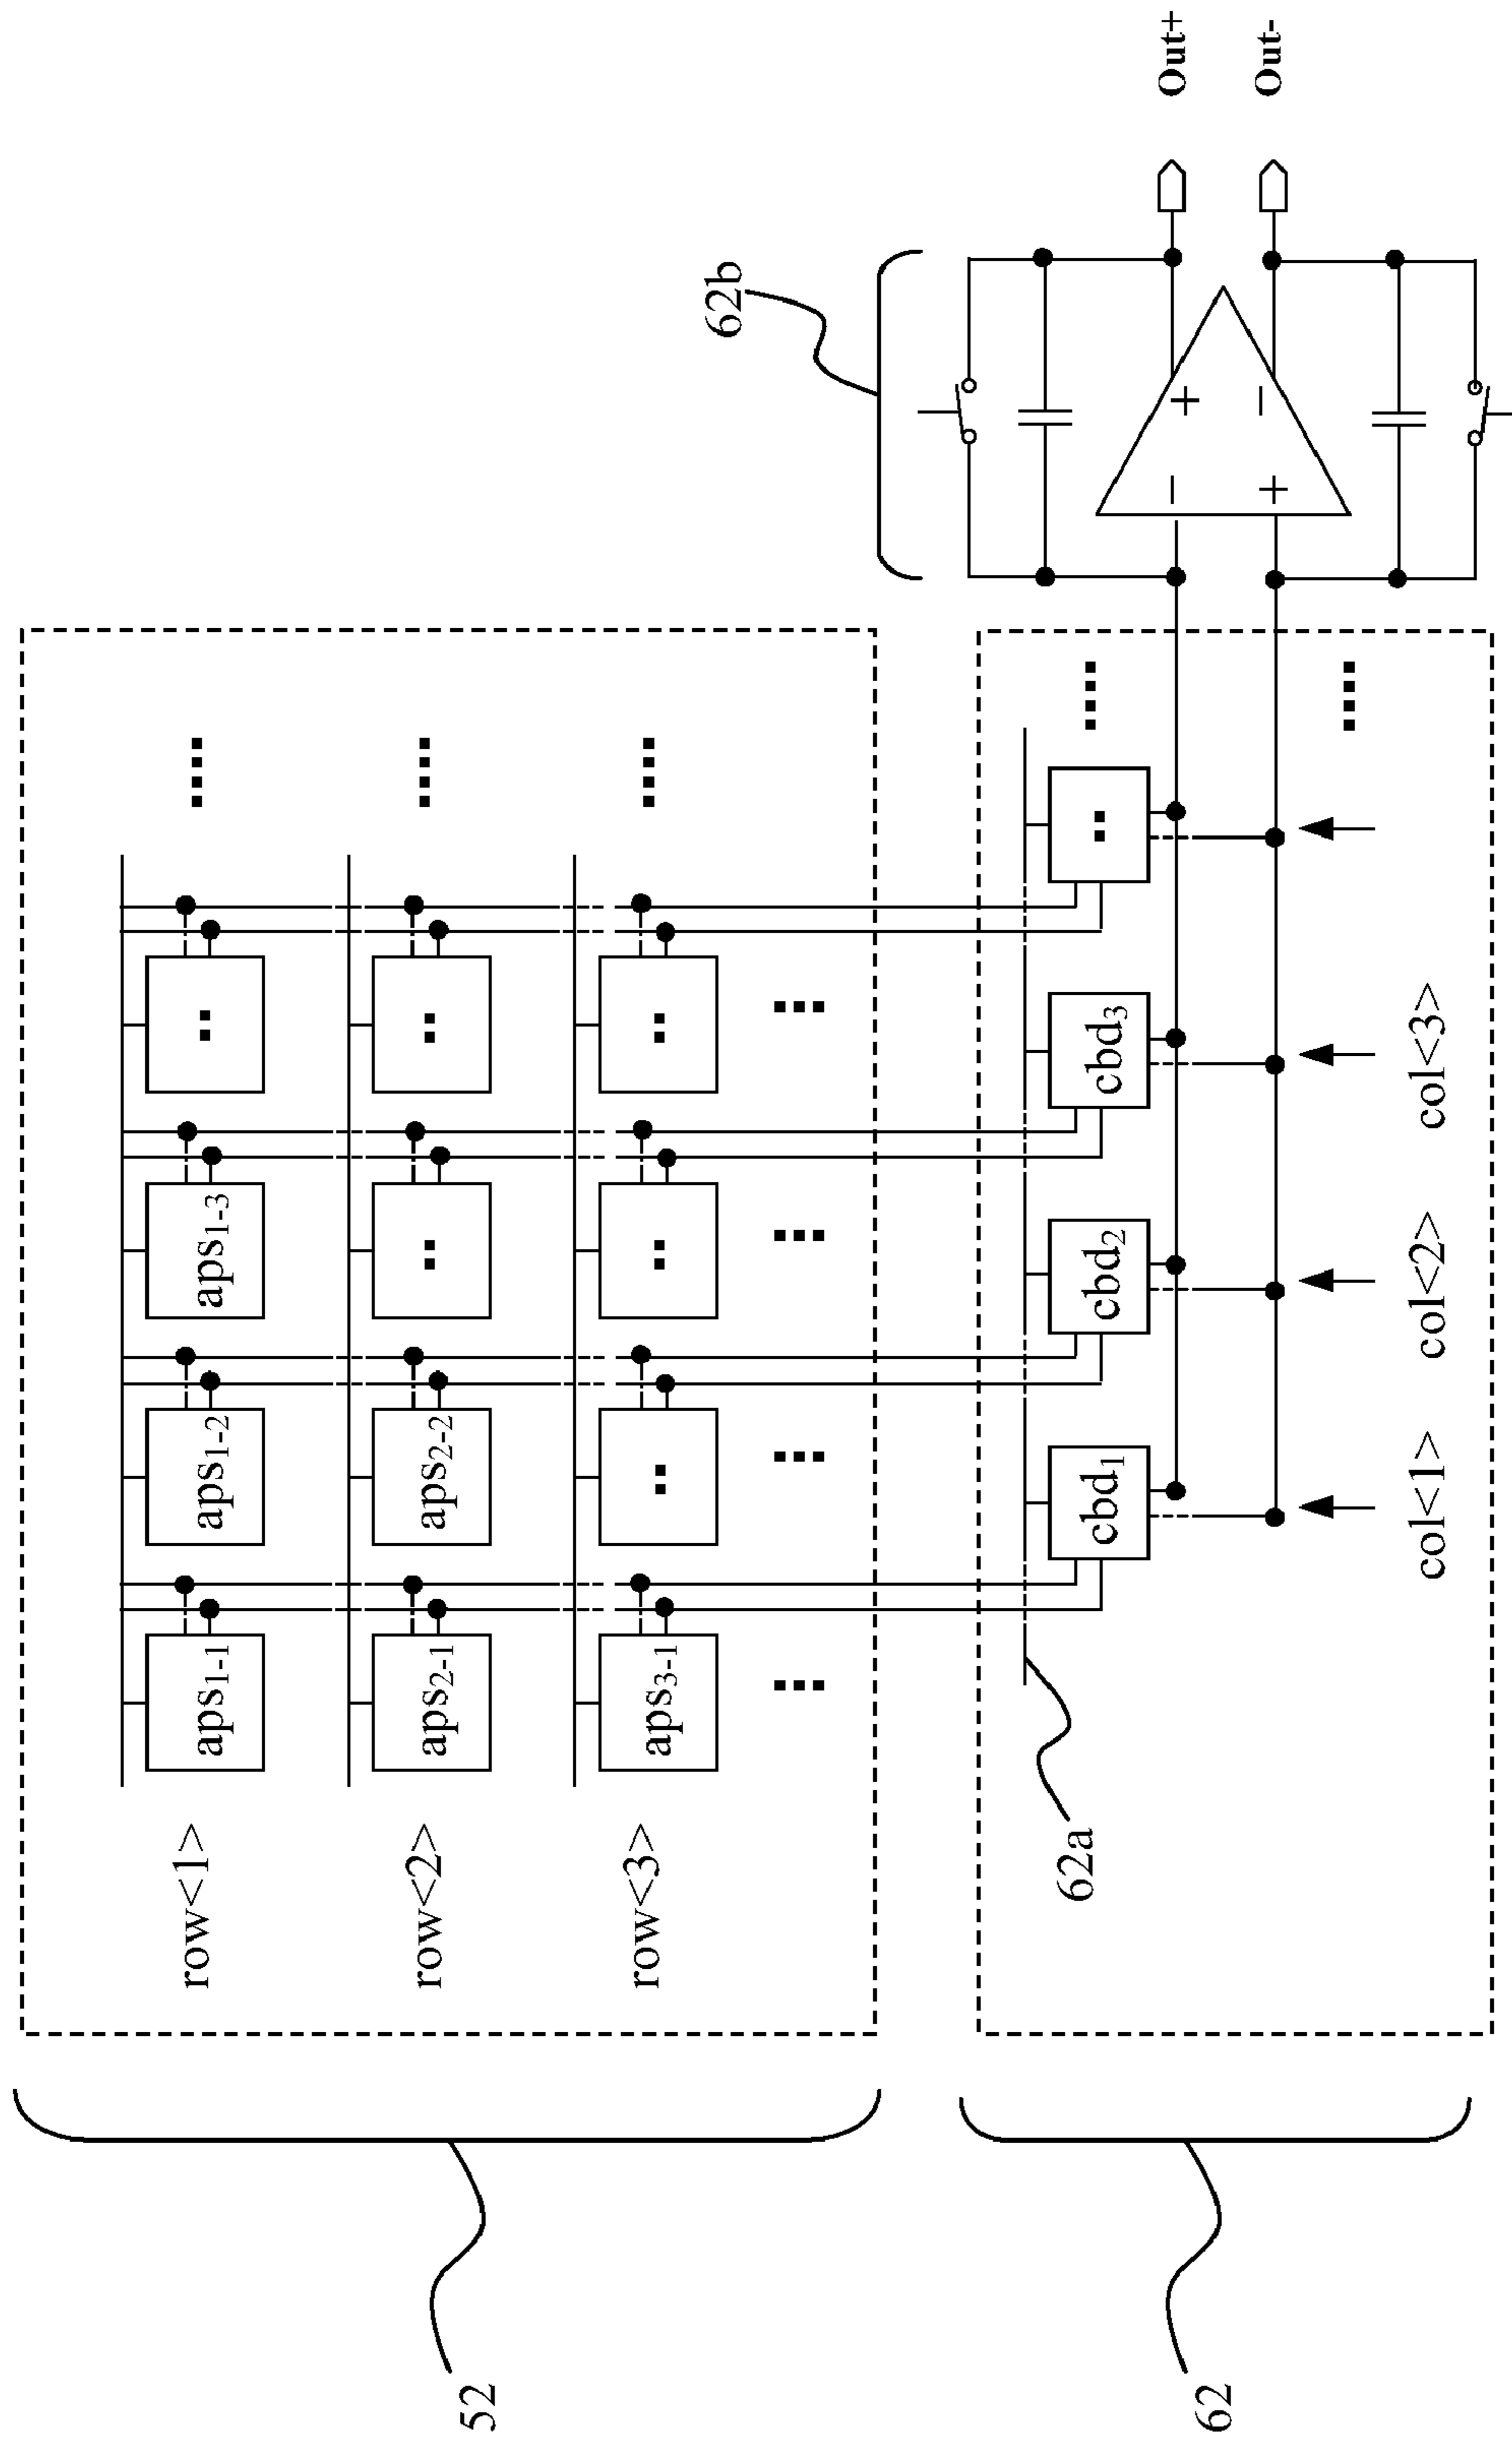 row<1>
aps1-1
aps1-2
aps1-3
row<2>
aps2-1
aps2-2
row<3>
aps3-1
52
62a
cbd1
cbd2
cbd3
col<1>
col<2>
col<3>
62
62b
− +
+ −
Out+
Out-